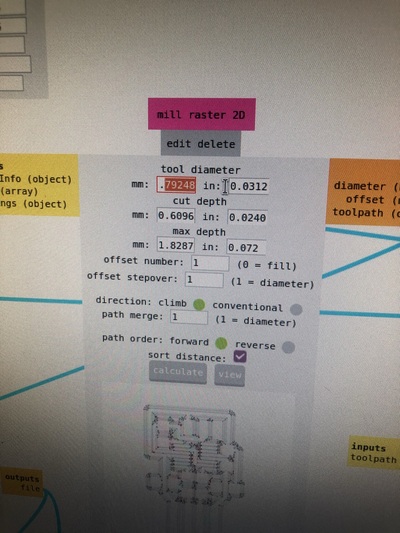 mill raster 2D
edit delete
tool diameter
mm: .79248 in: 0.0312
cut depth
mm: 0.6096 in: 0.0240
max depth
mm: 1.8287 in: 0.072
offset number: 1 (0 = fill)
offset stepover: 1 (1 = diameter)
direction: climb conventional
path merge: 1 (1 = diameter)
path order: forward reverse
sort distance:
calculate view
Info (object)
(array)
ngs (object)
diameter (
offset (
toolpath (
inputs
toolpath
outputs
file